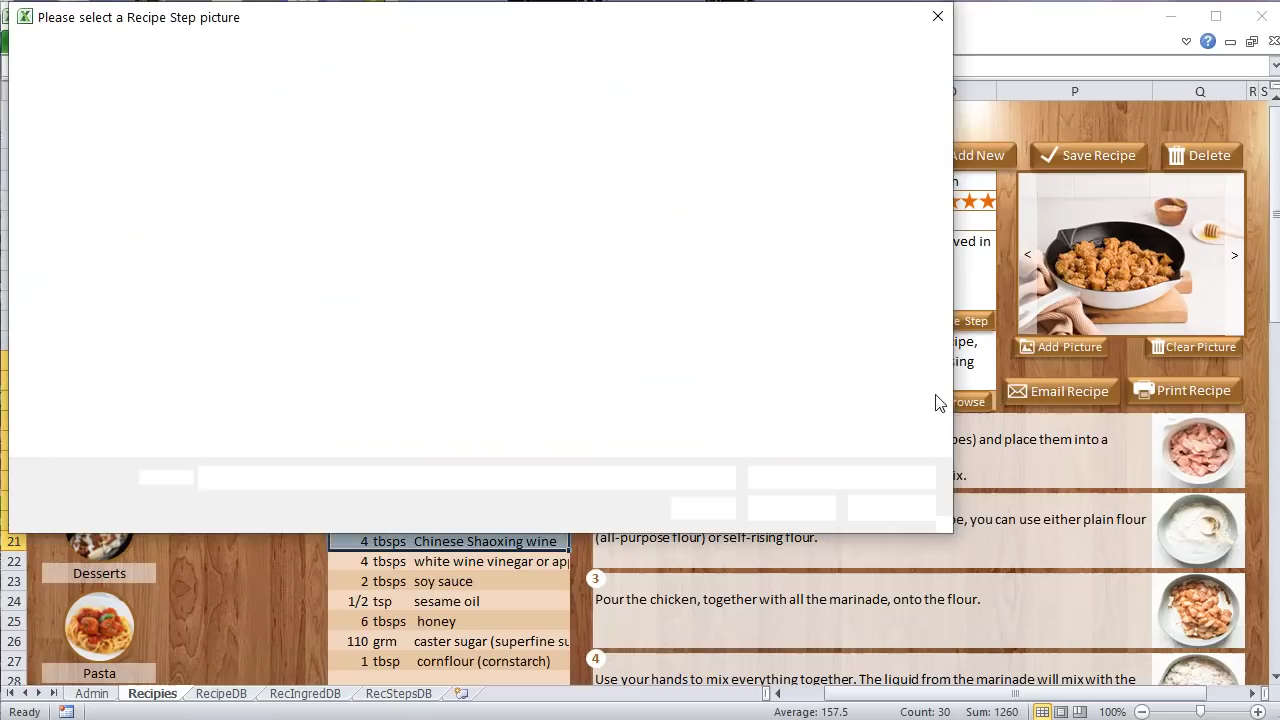 Please select a Recipe Step picture
P
Q
R
S
Add New
Save Recipe
Delete
ved in
<
>
Step
Add Picture
Clear Picture
ipe,
sing
Email Recipe
Print Recipe
rowse
pes) and place them into a
ix.
pe, you can use either plain flour
(all-purpose flour) or self-rising flour.
3
Pour the chicken, together with all the marinade, onto the flour.
4
Use your hands to mix everything together. The liquid from the marinade will mix with the
Desserts
Pasta
21 4 tbsps Chinese Shaoxing wine
22 4 tbsps white wine vinegar or ap
23 2 tbsps soy sauce
24 1/2 tsp sesame oil
25 6 tbsps honey
26 110 grm caster sugar (superfine su
27 1 tbsp cornflour (cornstarch)
28
Admin Recipies RecipeDB RecIngredDB RecStepsDB
Ready Average: 157.5 Count: 30 Sum: 1260 100%